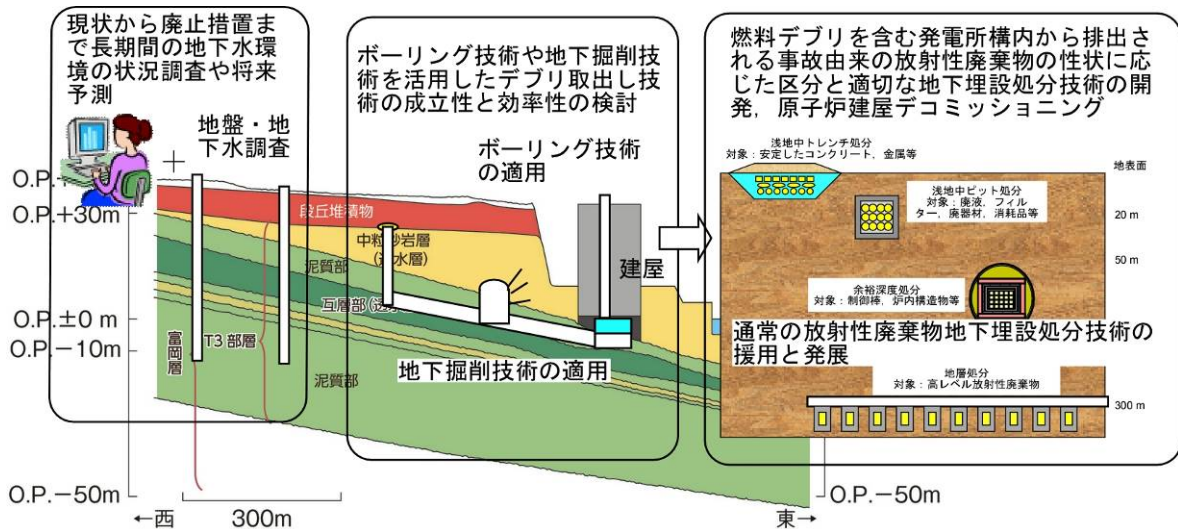 現状から廃止措置ま
で長期間の地下水環
境の状況調査や将来
予測
地盤・地
下水調査
ボーリング技術や地下掘削技
術を活用したデブリ取出し技
術の成立性と効率性の検討
ボーリング技術
の適用
建屋
地下掘削技術の適用
燃料デブリを含む発電所構内から排出さ
れる事故由来の放射性廃棄物の性状に応
じた区分と適切な地下埋設処分技術の開
発，原子炉建屋デコミッショニング
浅地中トレンチ処分
対象：安定したコンクリート，金属等
地表面
浅地中ピット処分
対象：廃液，フィル
ター，廃器材，消耗品等
20 m
50 m
余裕深度処分
対象：制御棒，炉内構造物等
通常の放射性廃棄物地下埋設処分技術の
援用と発展
地層処分
対象：高レベル放射性廃棄物
300 m
O.P.+
O.P.+30m
O.P.±0 m
O.P.−10m
O.P.−50m
段丘堆積物
中粒砂岩層
(透水層)
泥質部
互層部
富岡層
T3 部層
泥質部
←西
300m
東→
O.P.−50m